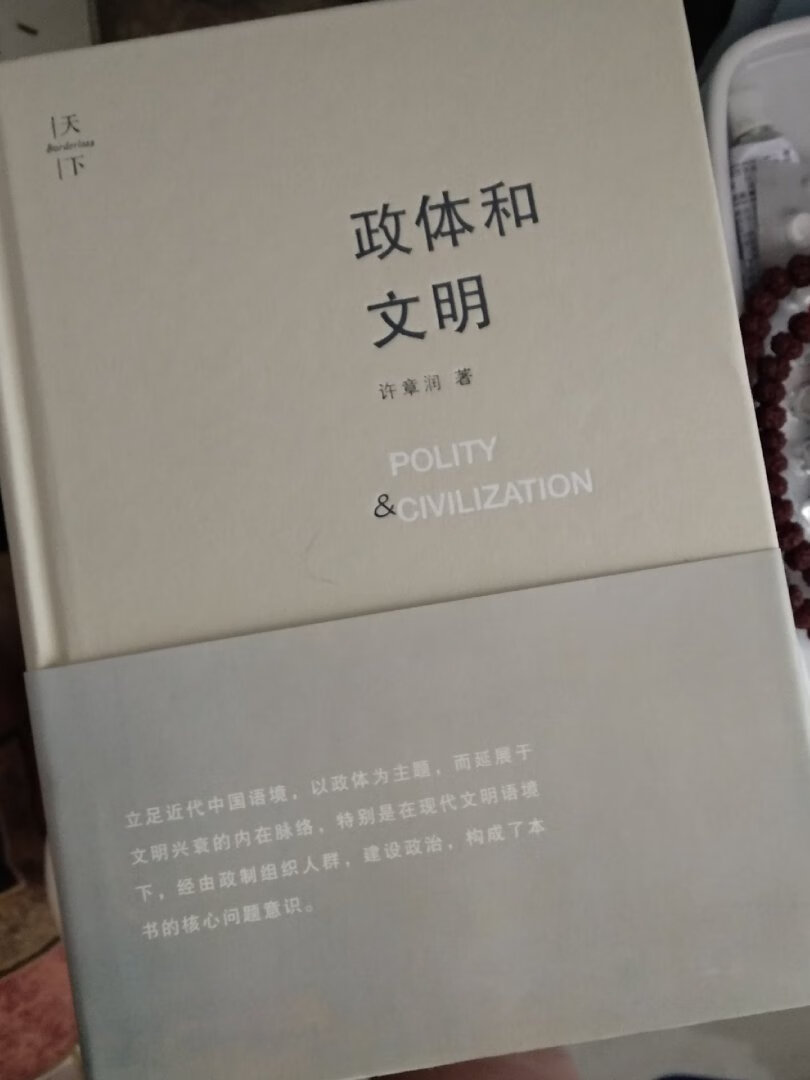 天
Borderless
下
政体和
文明
许章润 著
POLITY
&CIVILIZATION
立足近代中国语境，以政体为主题，而延展于
文明兴衰的内在脉络，特别是在现代文明语境
下，经由政制组织人群，建设政治，构成了本
书的核心问题意识。